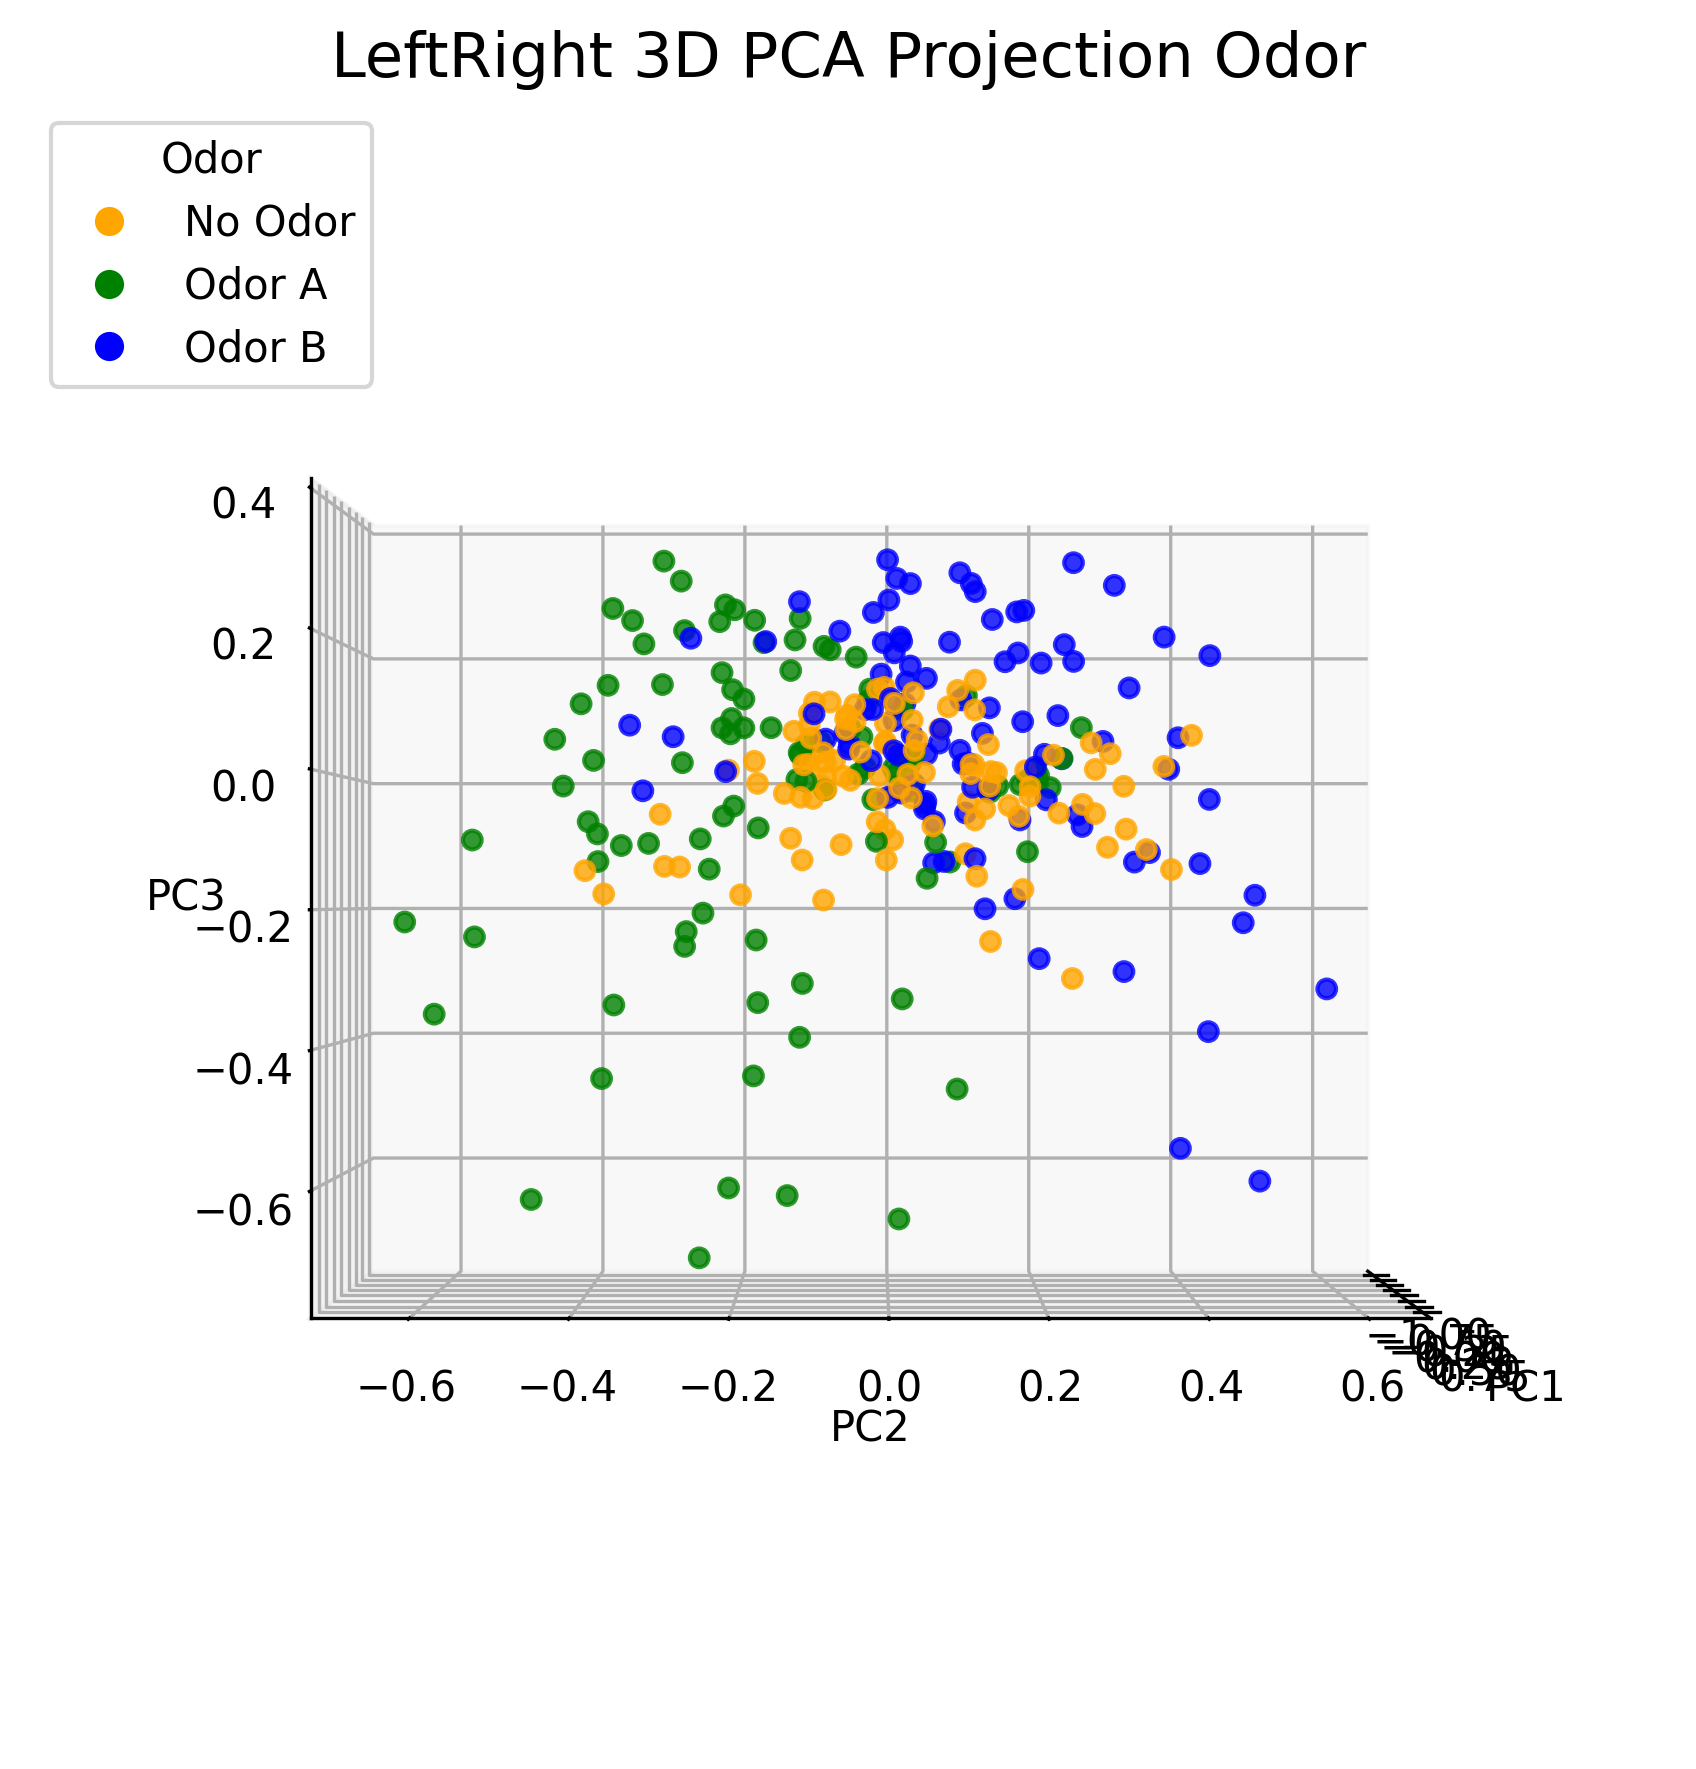 LeftRight 3D PCA Projection Odor
Odor
No Odor
Odor A
Odor B
0.4
0.2
0.0
−0.2
−0.4
−0.6
PC3
−0.6 −0.4 −0.2 0.0 0.2 0.4 0.6
PC2
PC1